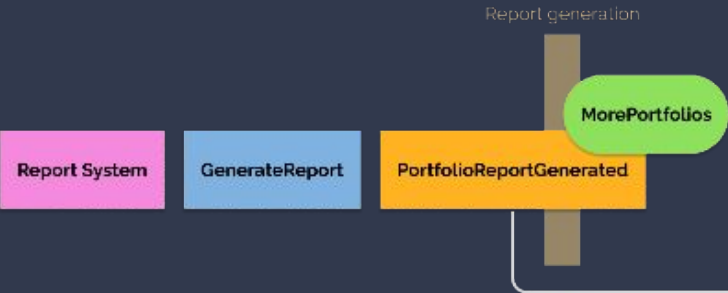 Report generation
MorePortfolios
Report System
GenerateReport
PortfolioReportGenerated